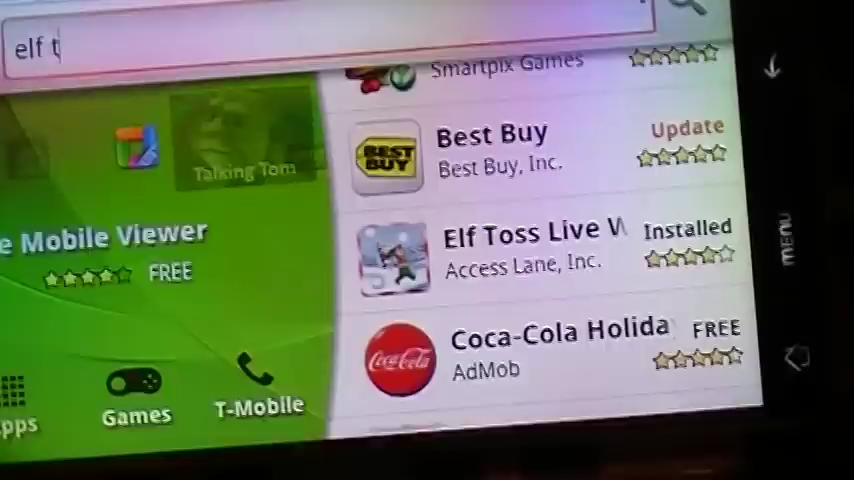 elf t
Smartpix Games
Talking Tom
BEST BUY
Best Buy
Update
Best Buy, Inc.
e Mobile Viewer
FREE
Elf Toss Live
Installed
Access Lane, Inc.
Coca-Cola
Coca-Cola Holida
FREE
AdMob
pps
Games
T-Mobile
MENU